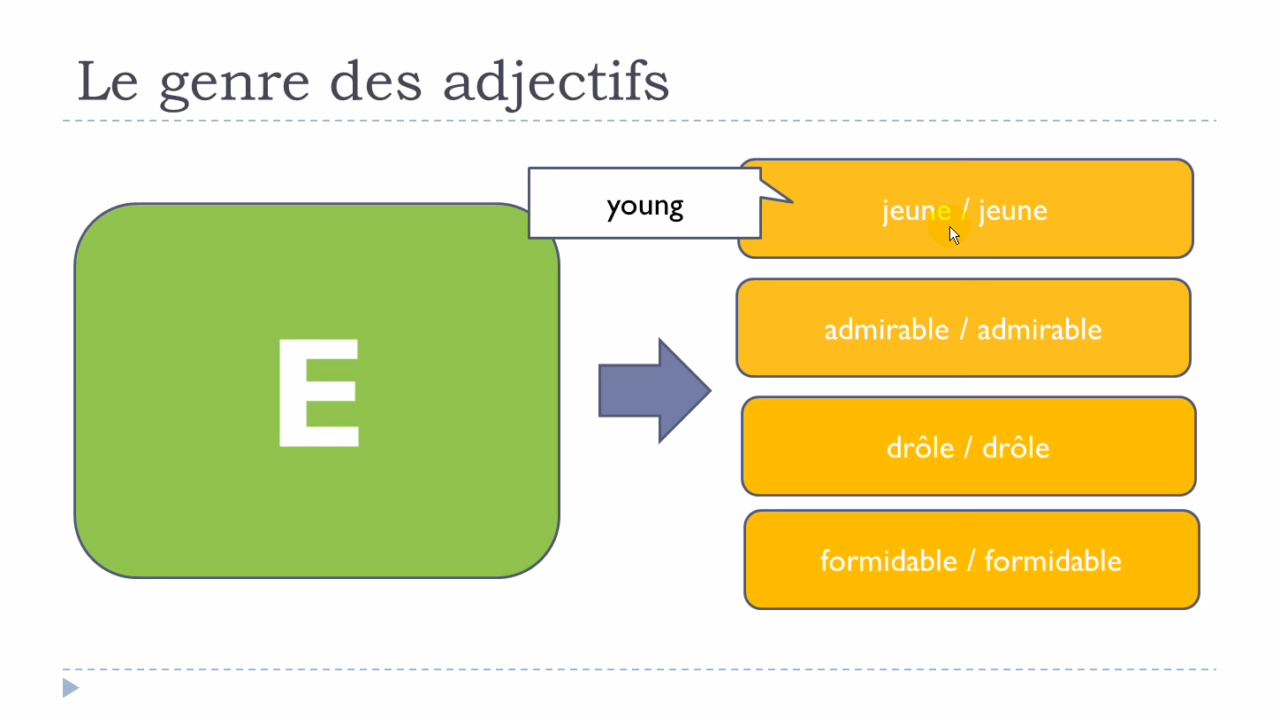 Le genre des adjectifs
young
jeune / jeune
E
admirable / admirable
drôle / drôle
formidable / formidable